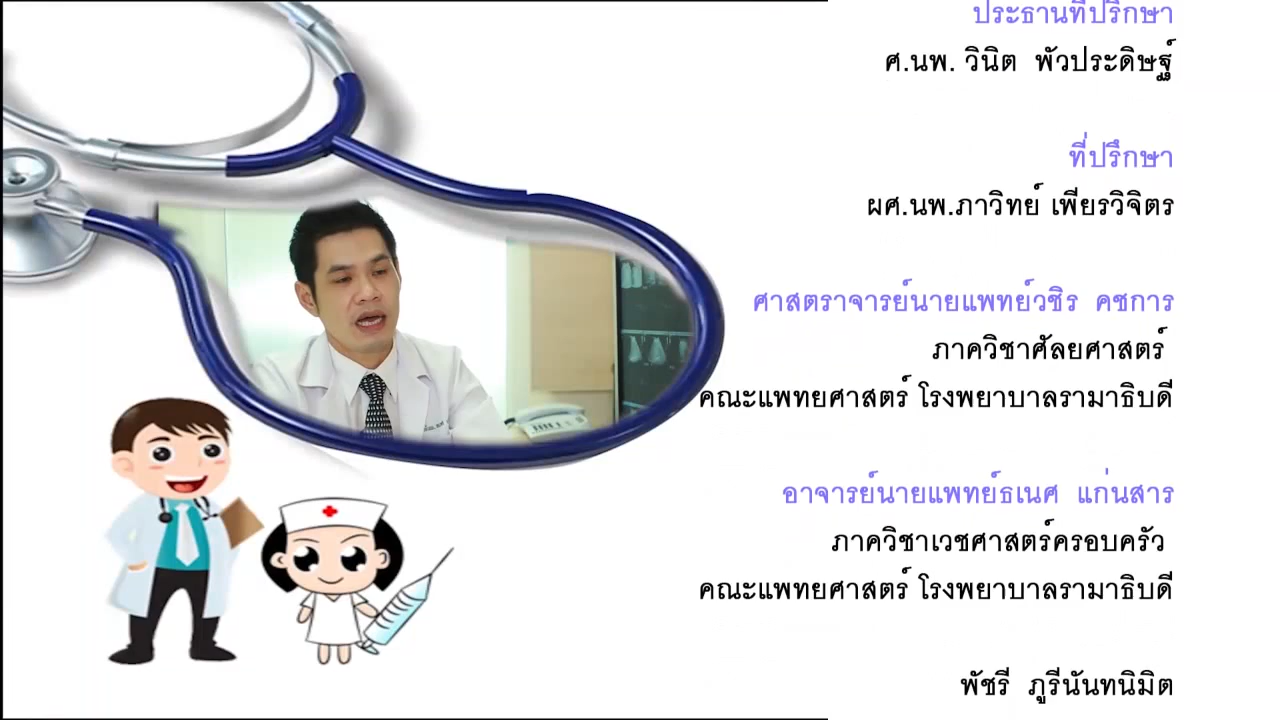 ประธานที่ปรึกษา
ศ.นพ. วินิต พัวประดิษฐ์
ที่ปรึกษา
ผศ.นพ.ภาวิทย์ เพียรวิจิตร
ศาสตราจารย์นายแพทย์วชิร คชการ
ภาควิชาศัลยศาสตร์
คณะแพทยศาสตร์ โรงพยาบาลรามาธิบดี
อาจารย์นายแพทย์ธเนศ แก่นสาร
ภาควิชาเวชศาสตร์ครอบครัว
คณะแพทยศาสตร์ โรงพยาบาลรามาธิบดี
พัชรี ภูรีนันทนิมิต